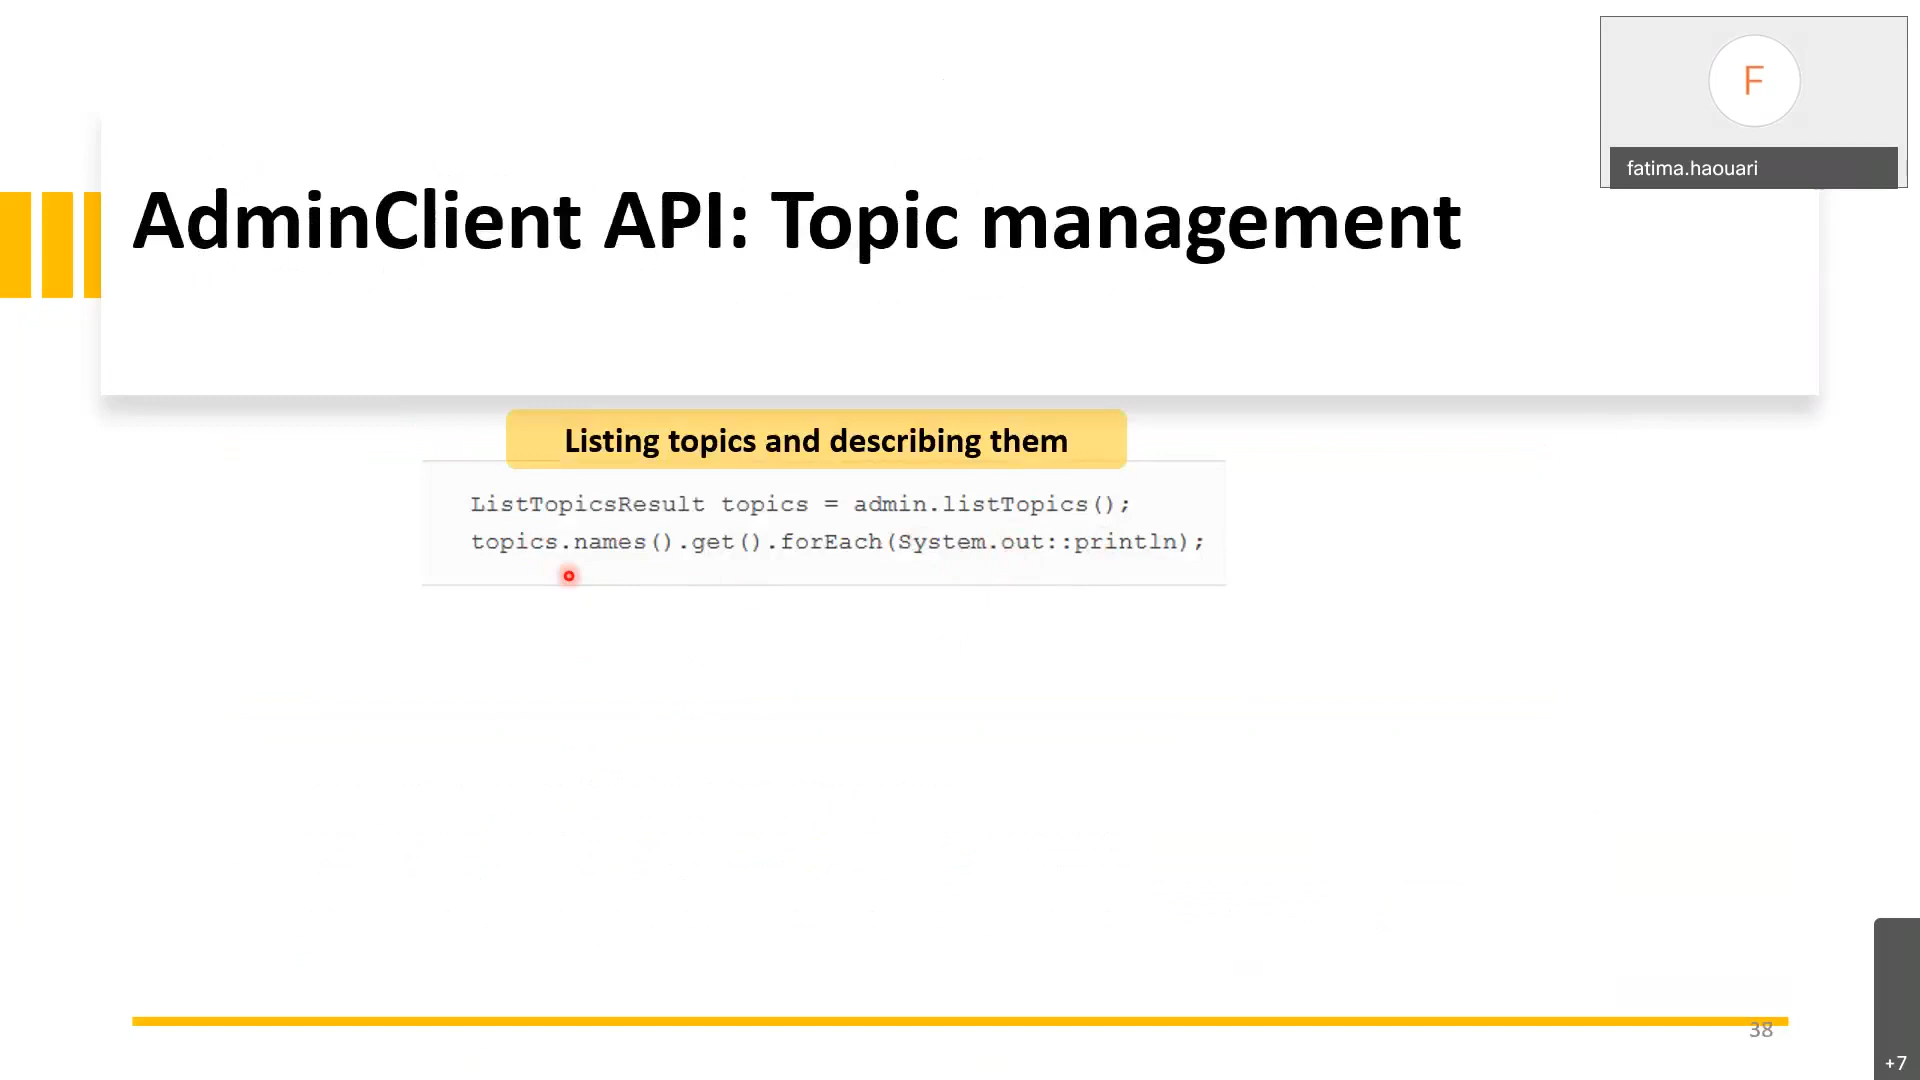 F
fatima.haouari
AdminClient API: Topic management
Listing topics and describing them
ListTopicsResult topics = admin.listTopics();
topics.names().get().forEach(System.out::println);
38
+7